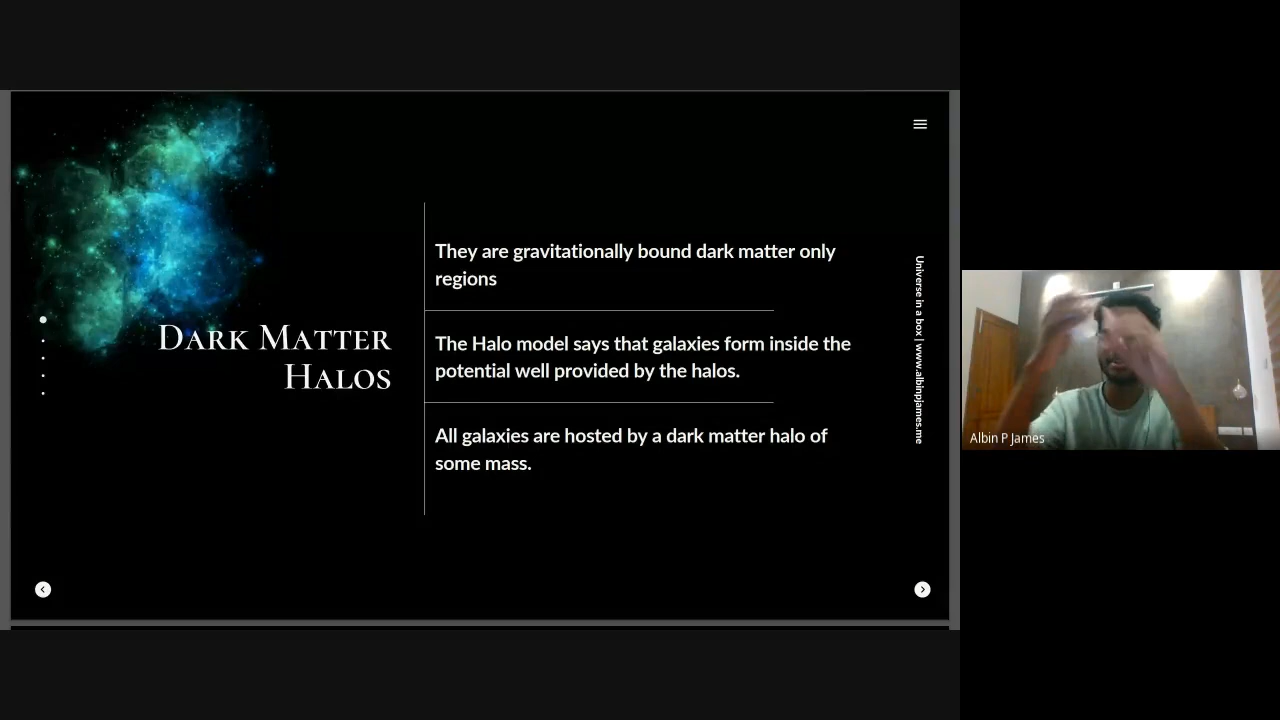 Dark Matter
Halos
They are gravitationally bound dark matter only
regions
The Halo model says that galaxies form inside the
potential well provided by the halos.
All galaxies are hosted by a dark matter halo of
some mass.
Universe in a box | www.albinpjames.me
Albin P James